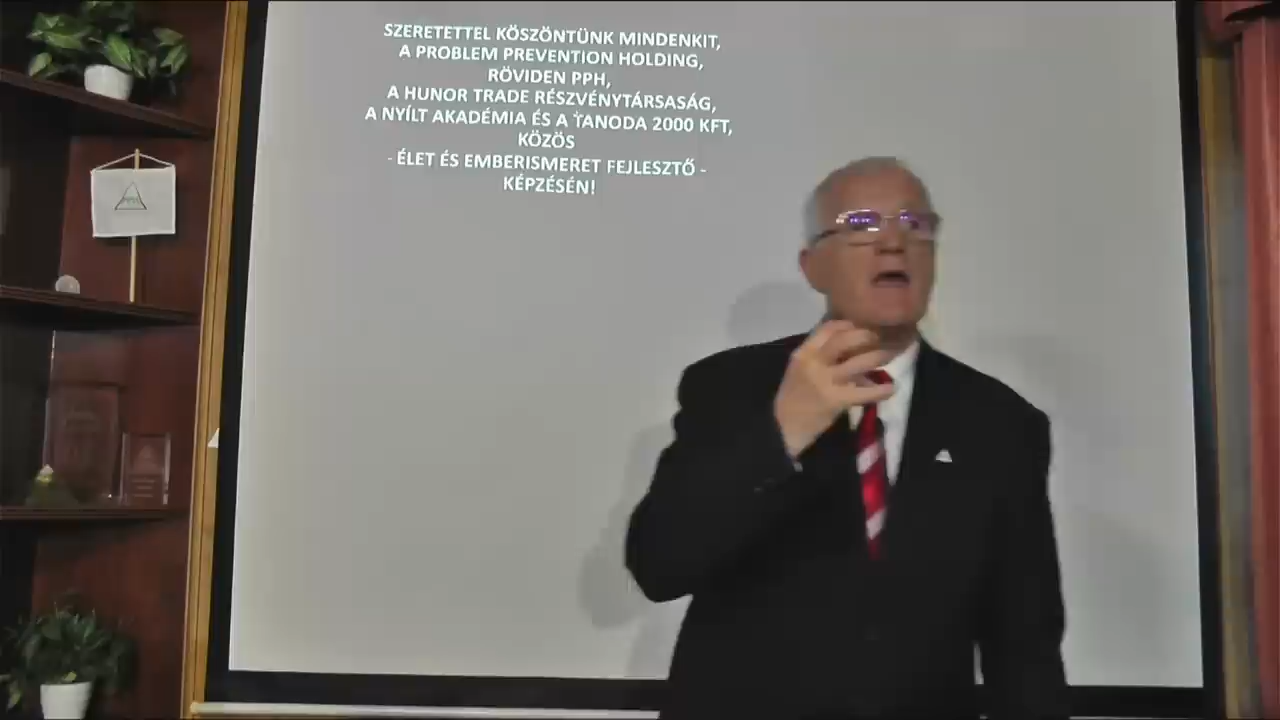 SZERETETTEL KÖSZÖNTÜNK MINDENKIT,
A PROBLEM PREVENTION HOLDING,
RÖVIDEN PPH,
A HUNOR TRADE RÉSZVÉNYTÁRSASÁG,
A NYÍLT AKADÉMIA ÉS A TANODA 2000 KFT,
KÖZÖS
- ÉLET ÉS EMBERISMERET FEJLESZTŐ -
KÉPZÉSÉN!